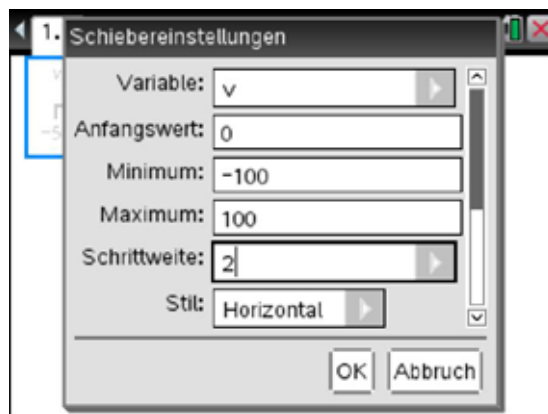 1.
Schiebereinstellungen
Variable: v
Anfangswert: 0
Minimum: -100
Maximum: 100
Schrittweite: 2
Stil: Horizontal
OK Abbruch